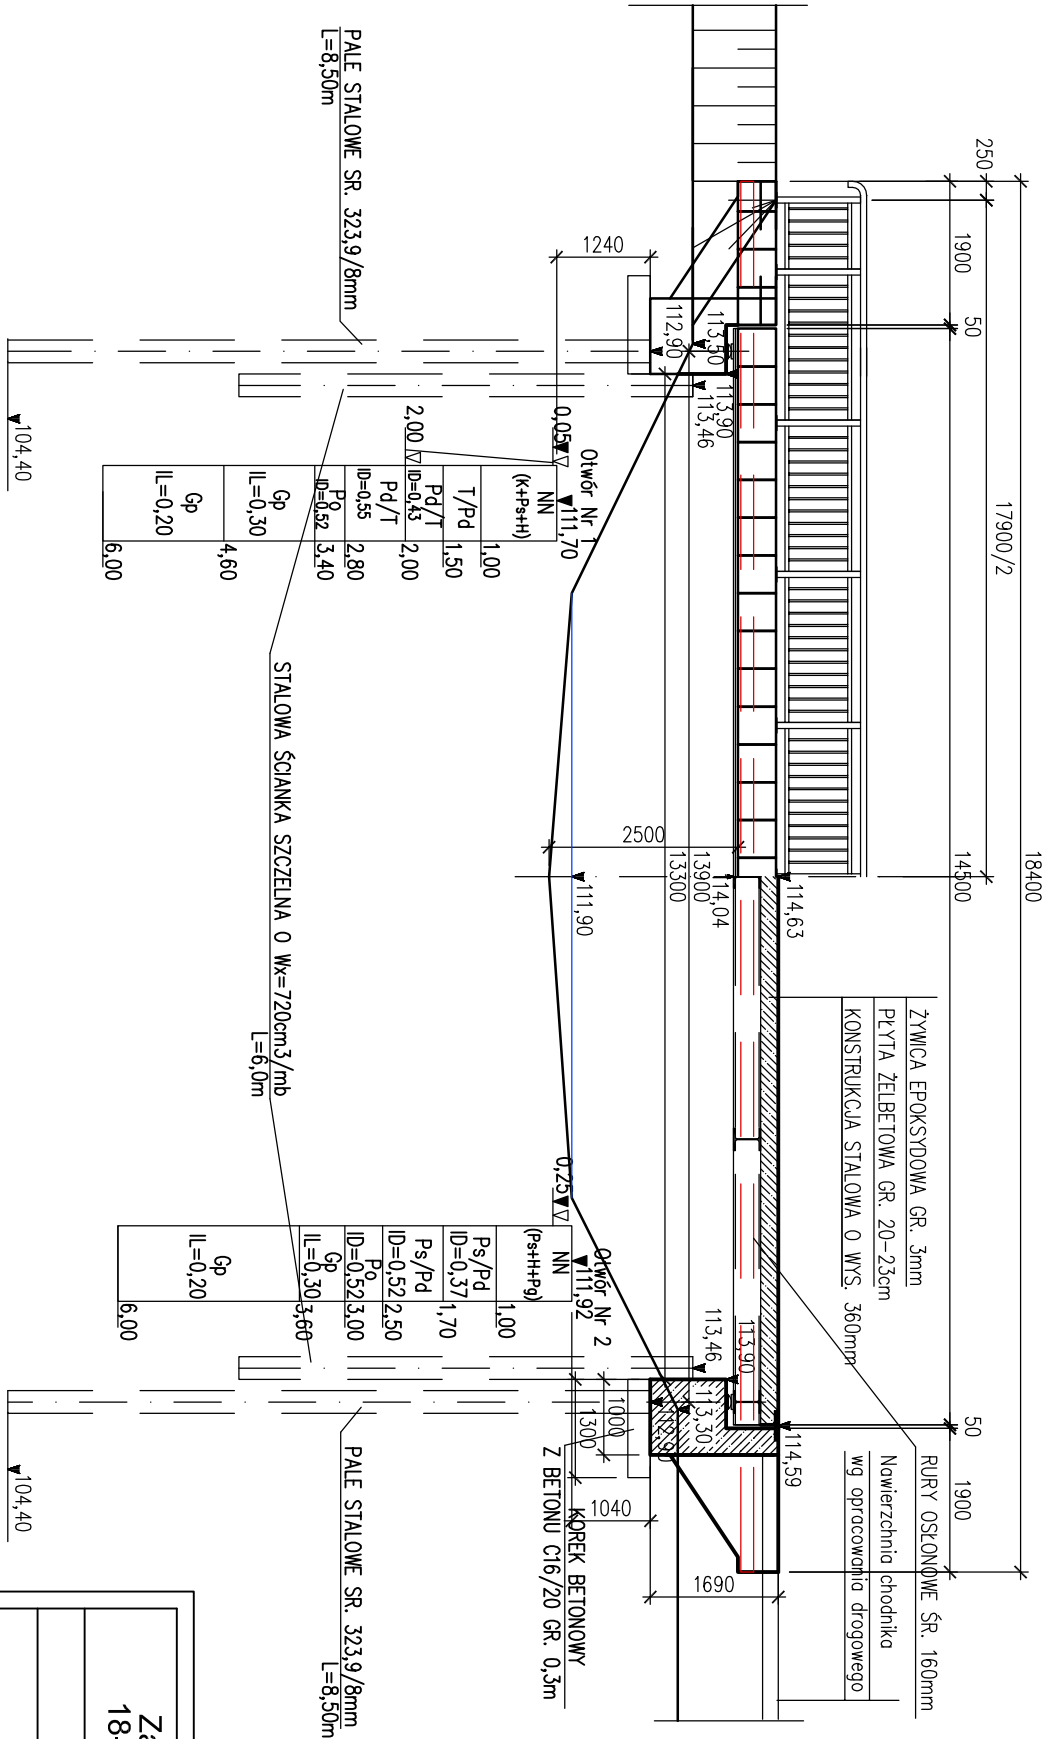 18400
17900/2
250
1900
50
14500
50
1900
ŻYWICA EPOKSYDOWA GR. 3mm
PŁYTA ŻELBETOWA GR. 20-23cm
KONSTRUKCJA STALOWA O WYS. 360mm
RURY OSŁONOWE ŚR. 160mm
Nawierzchnia chodnika
wg opracowania drogowego
114,63
114,59
114,04
13900
13300
2500
111,90
1240
113,50
112,90
113,90
113,46
113,90
113,46
113,30
112,90
1000
1300
1040
1690
KOREK BETONOWY
Z BETONU C16/20 GR. 0,3m
PALE STALOWE SR. 323,9/8mm
L=8,50m
104,40
Otwór Nr 1
111,70
0,05
2,00
NN
(K+Ps+H)
1,00
T/Pd
1,50
Pd/T
ID=0,43
2,00
Pd/T
ID=0,55
2,80
Po
ID=0,52
3,40
Gp
IL=0,30
4,60
Gp
IL=0,20
6,00
STALOWA ŚCIANKA SZCZELNA O Wx=720cm3/mb
L=6,0m
Otwór Nr 2
111,92
0,25
NN
(Ps+H+Pg)
1,00
Ps/Pd
ID=0,37
1,70
Ps/Pd
ID=0,52
2,50
Po
ID=0,52
3,00
Gp
IL=0,30
3,60
Gp
IL=0,20
6,00
PALE STALOWE SR. 323,9/8mm
L=8,50m
104,40